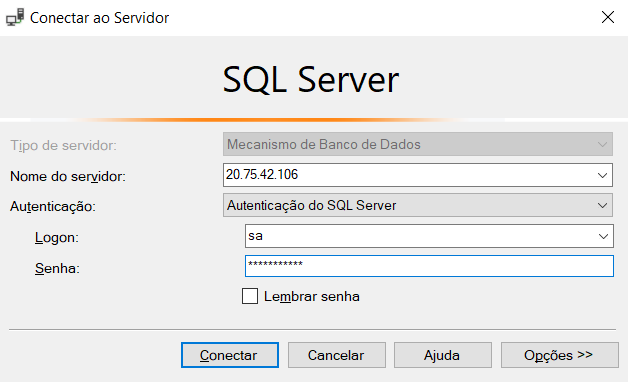 Conectar ao Servidor
SQL Server
Tipo de servidor: Mecanismo de Banco de Dados
Nome do servidor: 20.75.42.106
Autenticação: Autenticação do SQL Server
Logon: sa
Senha: ***********
Lembrar senha
Conectar Cancelar Ajuda Opções >>